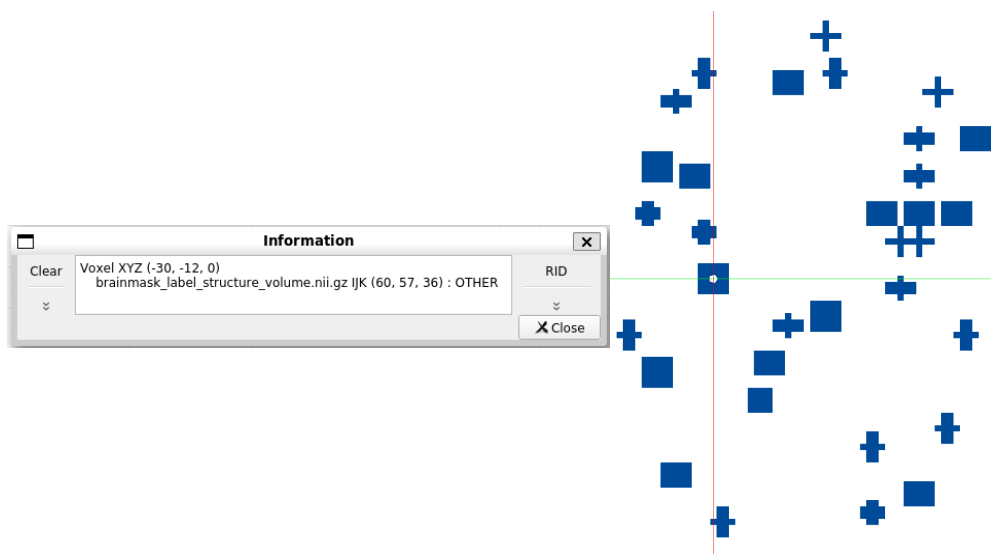 Information
Clear
Voxel XYZ (-30, -12, 0)
brainmask_label_structure_volume.nii.gz IJK (60, 57, 36) : OTHER
RID
Close